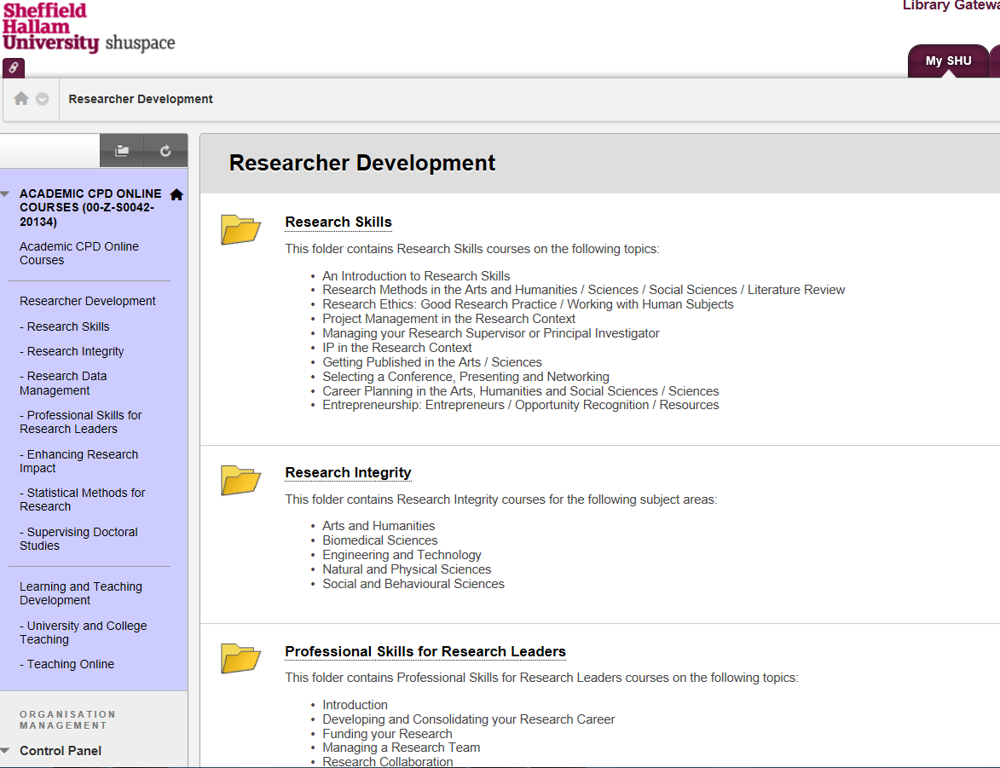 Sheffield
Hallam
University shuspace
Library Gatewa
My SHU
Researcher Development
ACADEMIC CPD ONLINE
COURSES (00-Z-S0042-
20134)
Academic CPD Online
Courses
Researcher Development
- Research Skills
- Research Integrity
- Research Data
Management
- Professional Skills for
Research Leaders
- Enhancing Research
Impact
- Statistical Methods for
Research
- Supervising Doctoral
Studies
Learning and Teaching
Development
- University and College
Teaching
- Teaching Online
ORGANISATION
MANAGEMENT
Control Panel
Researcher Development
Research Skills
This folder contains Research Skills courses on the following topics:
• An Introduction to Research Skills
• Research Methods in the Arts and Humanities / Sciences / Social Sciences / Literature Review
• Research Ethics: Good Research Practice / Working with Human Subjects
• Project Management in the Research Context
• Managing your Research Supervisor or Principal Investigator
• IP in the Research Context
• Getting Published in the Arts / Sciences
• Selecting a Conference, Presenting and Networking
• Career Planning in the Arts, Humanities and Social Sciences / Sciences
• Entrepreneurship: Entrepreneurs / Opportunity Recognition / Resources
Research Integrity
This folder contains Research Integrity courses for the following subject areas:
• Arts and Humanities
• Biomedical Sciences
• Engineering and Technology
• Natural and Physical Sciences
• Social and Behavioural Sciences
Professional Skills for Research Leaders
This folder contains Professional Skills for Research Leaders courses on the following topics:
• Introduction
• Developing and Consolidating your Research Career
• Funding your Research
• Managing a Research Team
• Research Collaboration